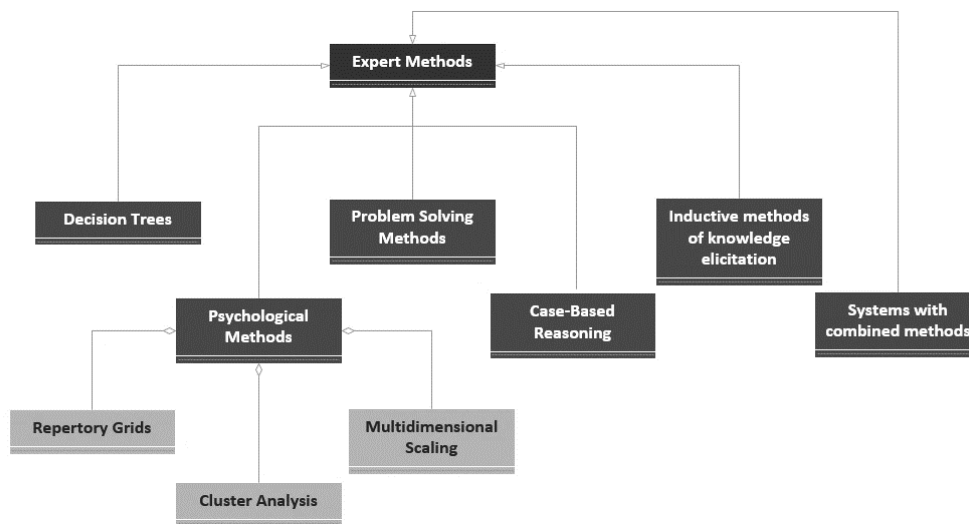 Expert Methods
Decision Trees
Problem Solving
Methods
Inductive methods
of knowledge
elicitation
Psychological
Methods
Case-Based
Reasoning
Systems with
combined methods
Repertory Grids
Multidimensional
Scaling
Cluster Analysis